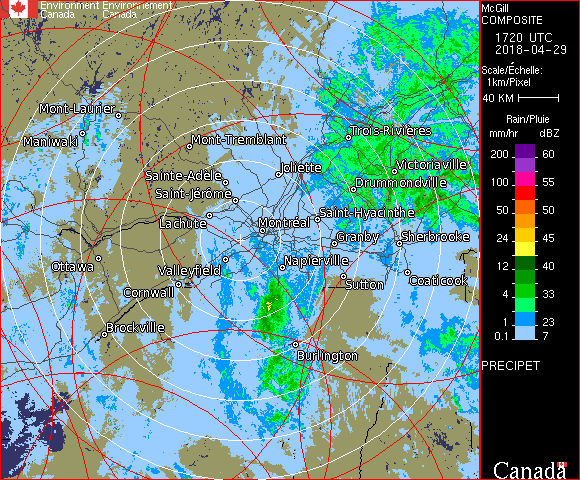 Environment Environnement
Canada Canada
McGill
COMPOSITE
1720 UTC
2018-04-29
Scale/Échelle:
1km/Pixel
40 KM
Rain/Pluie
mm/hr dBZ
200 60
100 55
50 50
24 45
12 40
4 33
1 23
0.1 7
PRECIPET
Mont-Laurier
Maniwaki
Mont-Tremblant
Trois-Rivières
Joliette
Victoriaville
Sainte-Adèle
Drummondville
Saint-Jérôme
Saint-Hyacinthe
Lachute
Montréal
Granby
Sherbrooke
Ottawa
Valleyfield
Napierville
Sutton
Coaticook
Cornwall
Brockville
Burlington
Canada